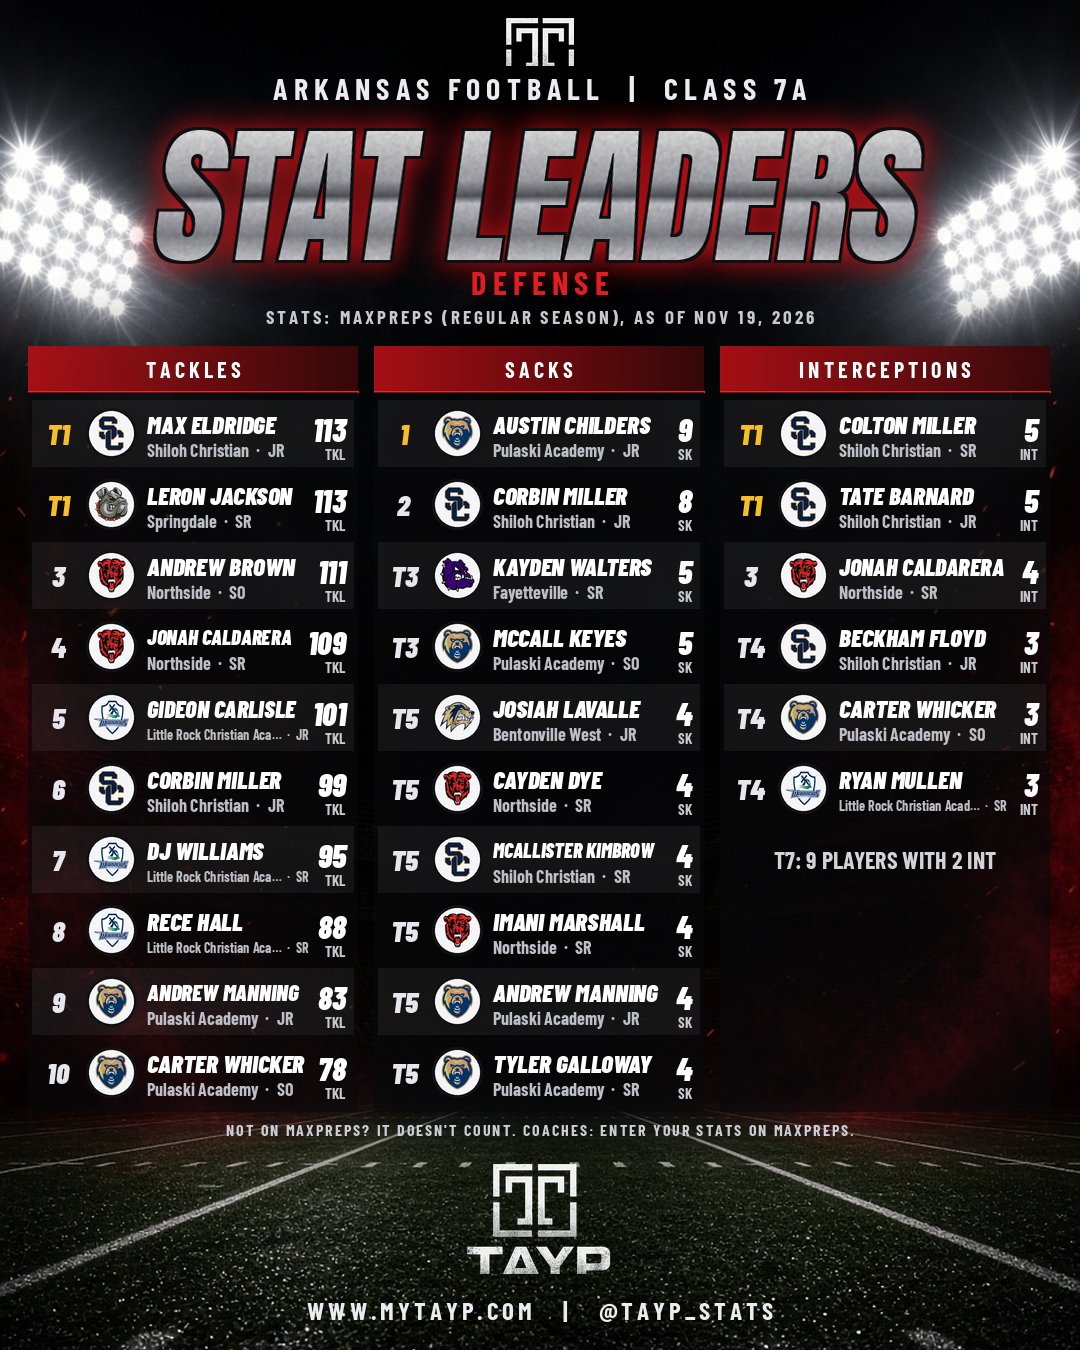 ARKANSAS FOOTBALL | CLASS 7A
STAT LEADERS
DEFENSE
STATS: MAXPREPS (REGULAR SEASON), AS OF NOV 19, 2026
TACKLES
T1 MAX ELDRIDGE 113
Shiloh Christian · JR TKL
T1 LERON JACKSON 113
Springdale · SR TKL
3 ANDREW BROWN 111
Northside · SO TKL
4 JONAH CALDARERA 109
Northside · SR TKL
5 GIDEON CARLISLE 101
Little Rock Christian Aca... · JR TKL
6 CORBIN MILLER 99
Shiloh Christian · JR TKL
7 DJ WILLIAMS 95
Little Rock Christian Aca... · SR TKL
8 RECE HALL 88
Little Rock Christian Aca... · SR TKL
9 ANDREW MANNING 83
Pulaski Academy · JR TKL
10 CARTER WHICKER 78
Pulaski Academy · SO TKL
SACKS
1 AUSTIN CHILDERS 9
Pulaski Academy · JR SK
2 CORBIN MILLER 8
Shiloh Christian · JR SK
T3 KAYDEN WALTERS 5
Fayetteville · SR SK
T3 MCCALL KEYES 5
Pulaski Academy · SO SK
T5 JOSIAH LAVALLE 4
Bentonville West · JR SK
T5 CAYDEN DYE 4
Northside · SR SK
T5 MCALLISTER KIMBROW 4
Shiloh Christian · SR SK
T5 IMANI MARSHALL 4
Northside · SR SK
T5 ANDREW MANNING 4
Pulaski Academy · JR SK
T5 TYLER GALLOWAY 4
Pulaski Academy · SR SK
INTERCEPTIONS
T1 COLTON MILLER 5
Shiloh Christian · SR INT
T1 TATE BARNARD 5
Shiloh Christian · JR INT
3 JONAH CALDARERA 4
Northside · SR INT
T4 BECKHAM FLOYD 3
Shiloh Christian · JR INT
T4 CARTER WHICKER 3
Pulaski Academy · SO INT
T4 RYAN MULLEN 3
Little Rock Christian Acad... · SR INT
T7: 9 PLAYERS WITH 2 INT
NOT ON MAXPREPS? IT DOESN'T COUNT. COACHES: ENTER YOUR STATS ON MAXPREPS.
TAYP
WWW.MYTAYP.COM | @TAYP_STATS